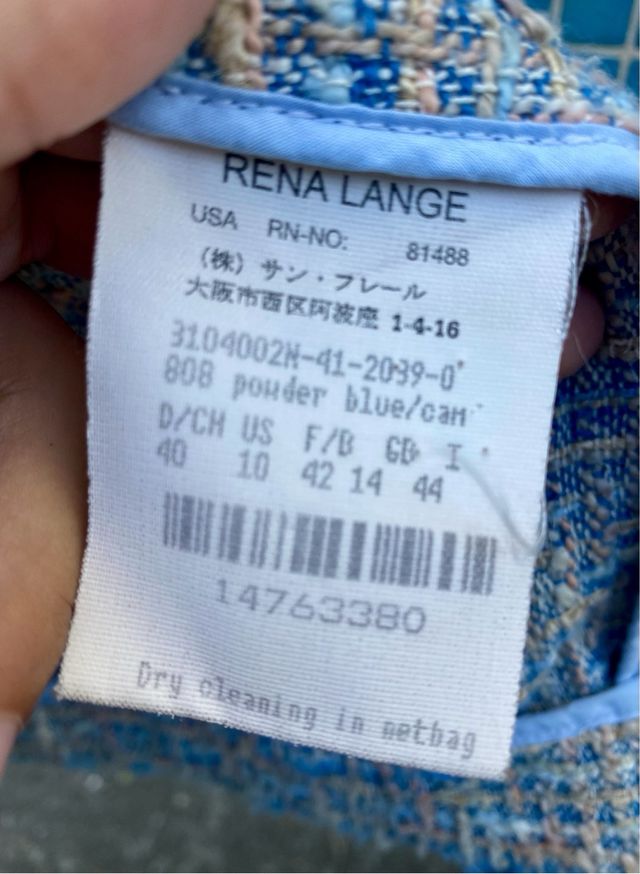 RENA LANGE
USA RN-NO: 81488
(株) サン・フレール
大阪市西区阿波座 1-4-16
3104002N-41-2039-0
808 powder blue/cam
D/CH US F/B GB I
40 10 42 14 44
14763380
Dry cleaning in netbag